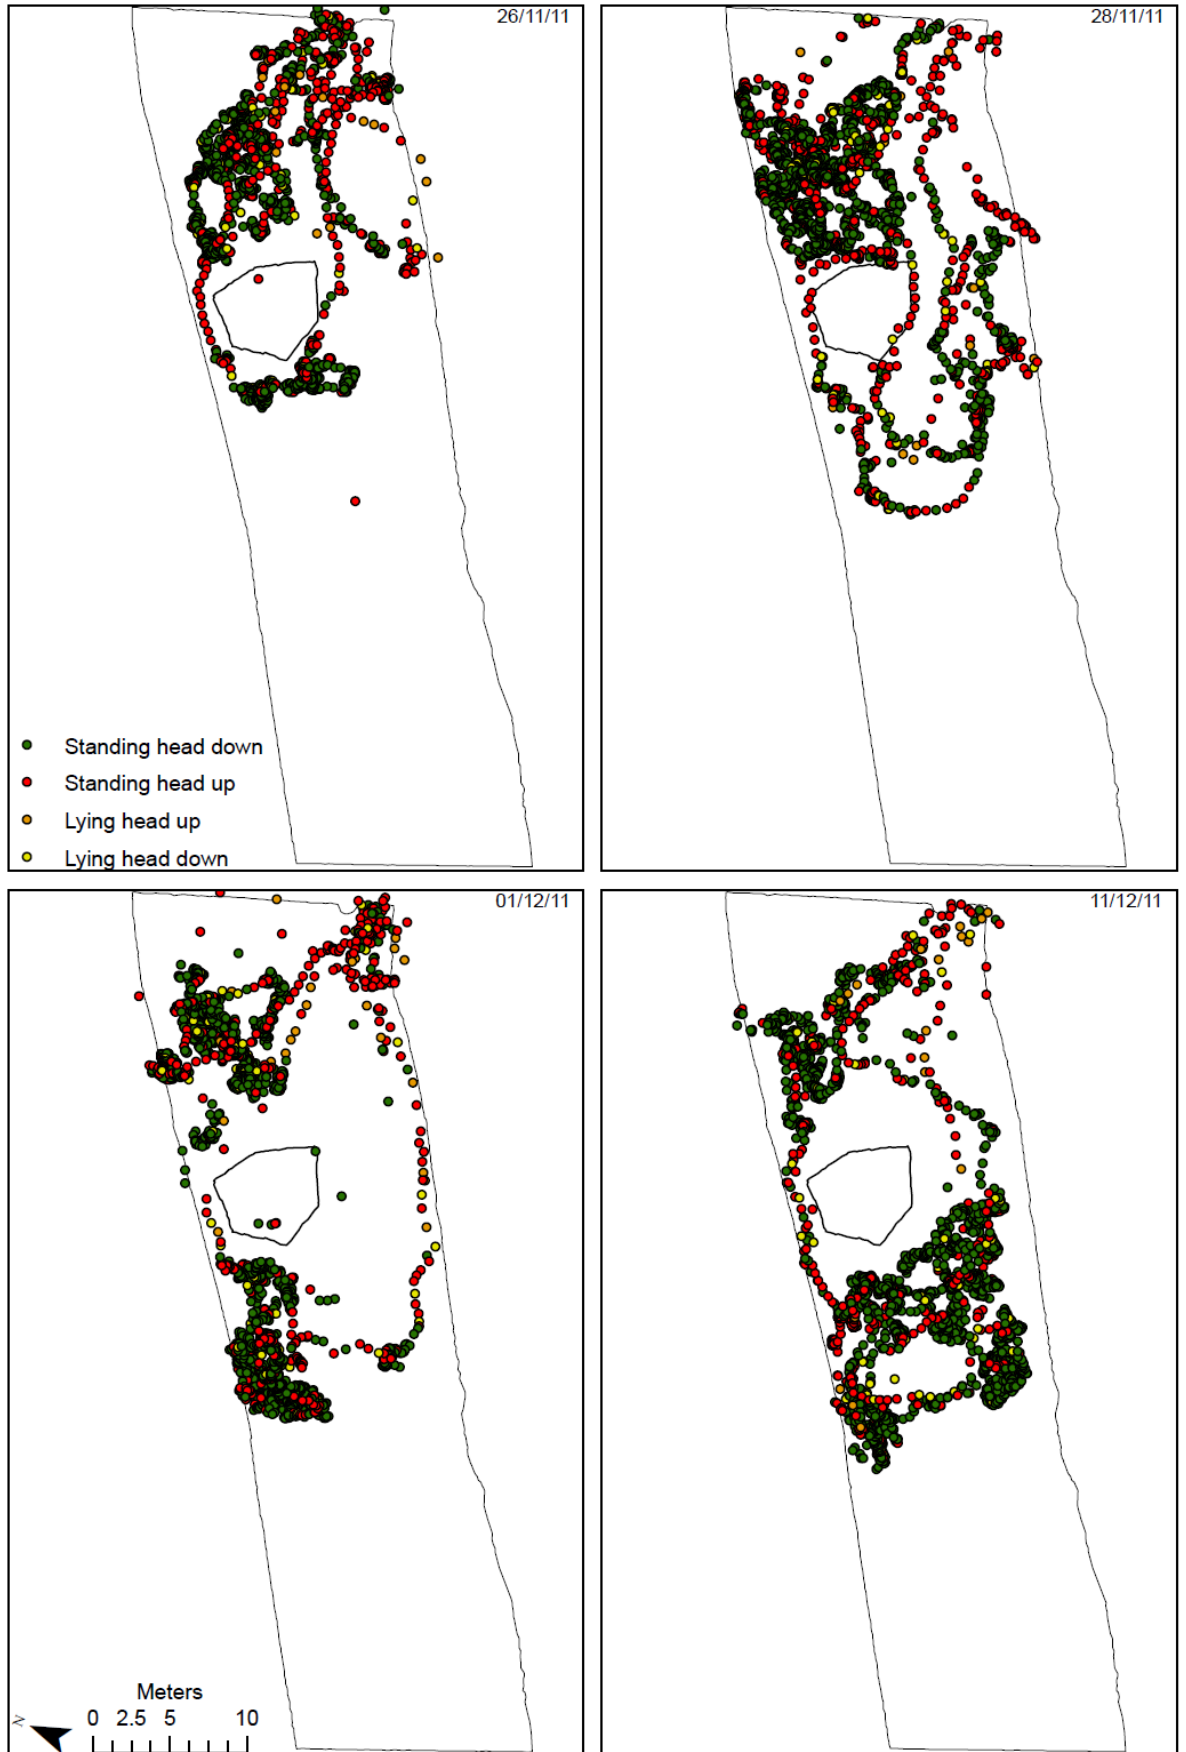 26/11/11
28/11/11
Standing head down
Standing head up
Lying head up
Lying head down
01/12/11
11/12/11
Meters
N
0 2.5 5 10